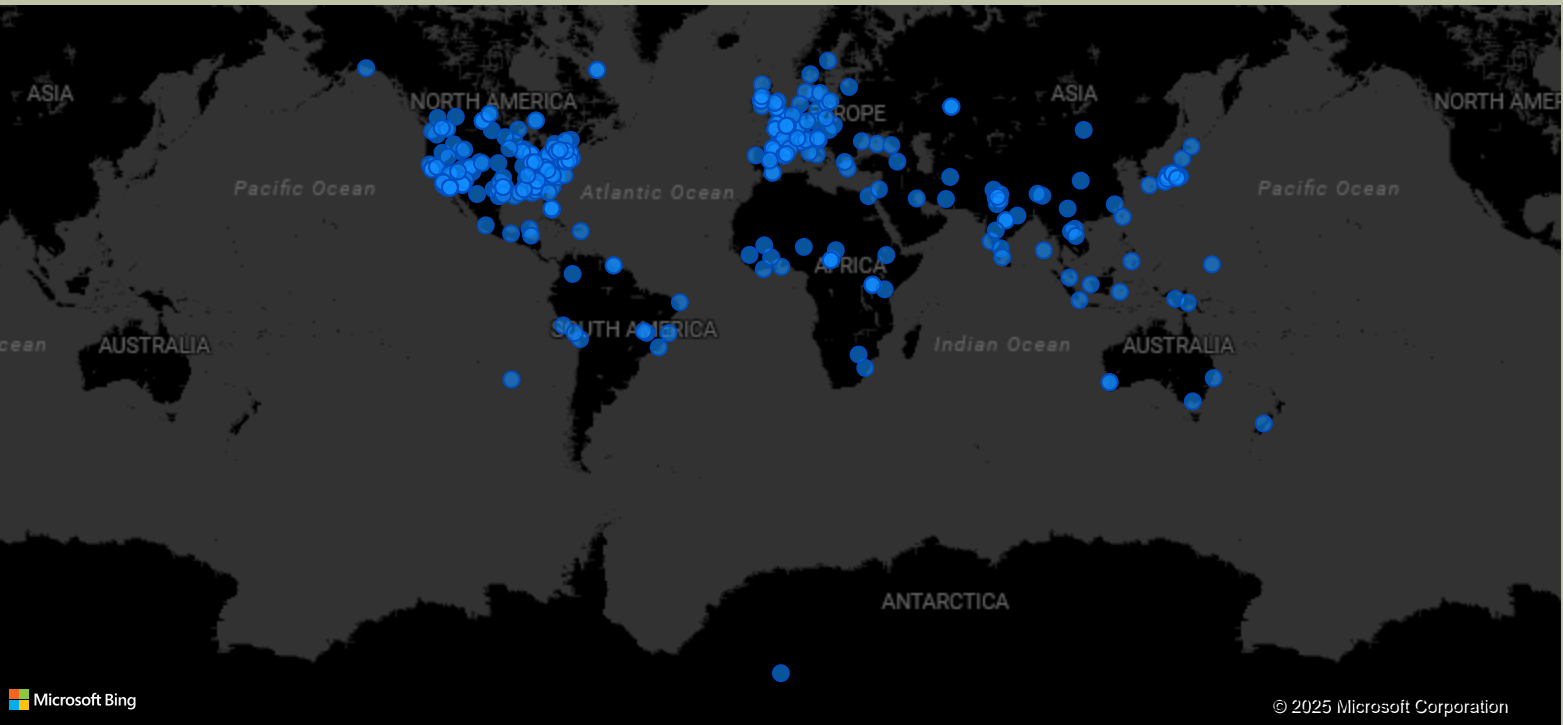 ASIA
NORTH AMERICA
ROPE
ASIA
NORTH AMER
Pacific Ocean
Atlantic Ocean
Pacific Ocean
AFRICA
SOUTH AMERICA
cean
AUSTRALIA
Indian Ocean
AUSTRALIA
ANTARCTICA
Microsoft Bing
© 2025 Microsoft Corporation